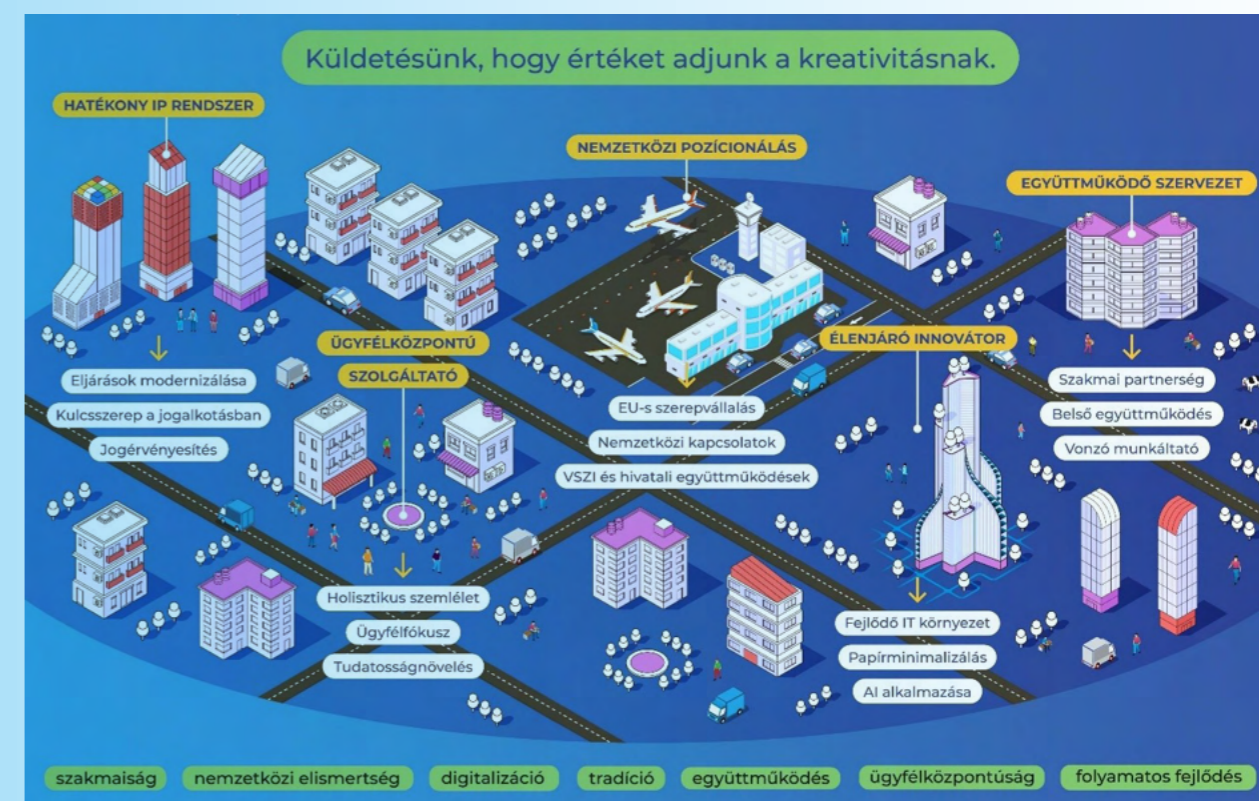 Küldetésünk, hogy értéket adjunk a kreativitásnak.
HATÉKONY IP RENDSZER
Eljárások modernizálása
Kulcsszerep a jogalkotásban
Jogérvényesítés
ÜGYFÉLKÖZPONTÚ
SZOLGÁLTATÓ
Holisztikus szemlélet
Ügyfélfókusz
Tudatosságnövelés
NEMZETKÖZI POZÍCIONÁLÁS
EU-s szerepvállalás
Nemzetközi kapcsolatok
VSZI és hivatali együttműködések
ÉLENJÁRÓ INNOVÁTOR
Fejlődő IT környezet
Papírminimalizálás
AI alkalmazása
EGYÜTTMŰKÖDŐ SZERVEZET
Szakmai partnerség
Belső együttműködés
Vonzó munkáltató
szakmaiság
nemzetközi elismertség
digitalizáció
tradíció
együttműködés
ügyfélközpontúság
folyamatos fejlődés